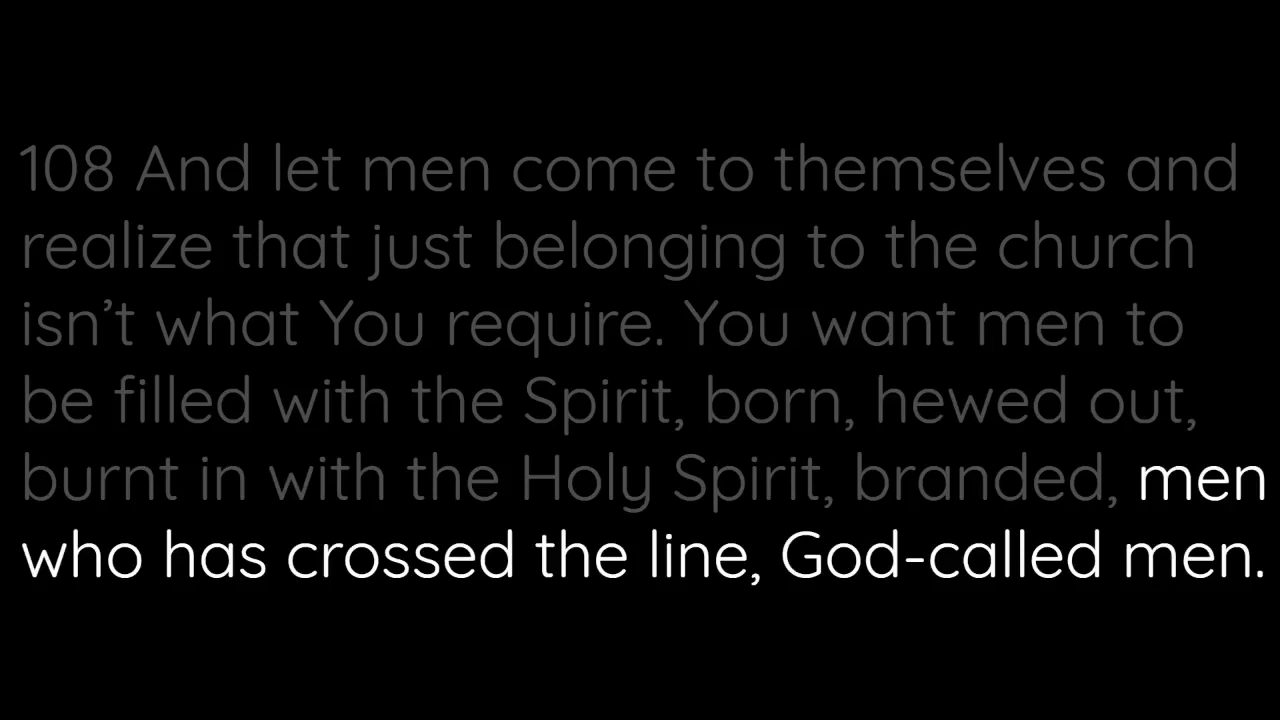 108 And let men come to themselves and
realize that just belonging to the church
isn’t what You require. You want men to
be filled with the Spirit, born, hewed out,
burnt in with the Holy Spirit, branded, men
who has crossed the line, God-called men.